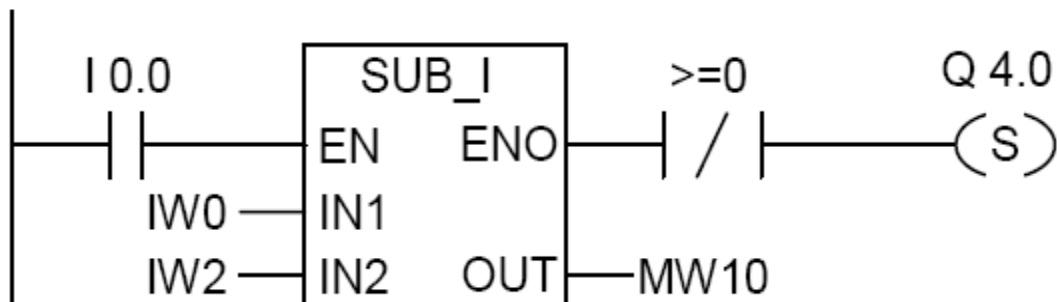 I 0.0
SUB_I
>=0
Q 4.0
EN
ENO
S
IW0
IN1
IW2
IN2
OUT
MW10